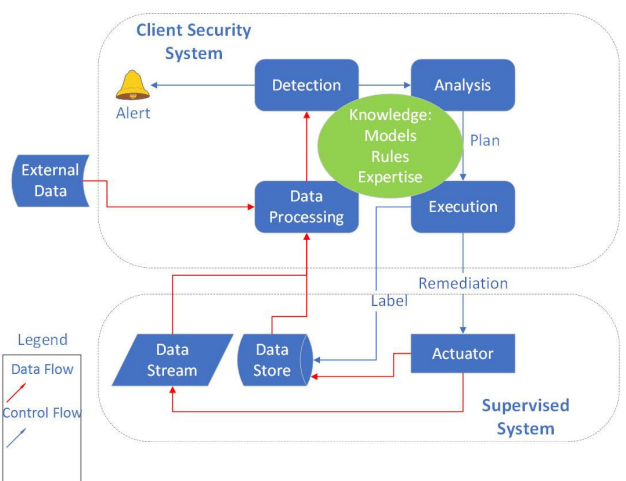 Client Security
System
Detection
Analysis
Alert
Knowledge:
Models
Rules
Expertise
Plan
External
Data
Data
Processing
Execution
Remediation
Label
Legend
Data Flow
Control Flow
Data
Stream
Data
Store
Actuator
Supervised
System